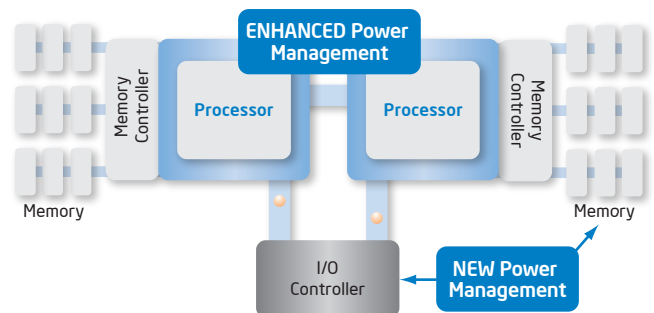 ENHANCED Power
Management
Memory
Controller
Processor
Processor
Memory
Controller
Memory
Memory
I/O
Controller
NEW Power
Management